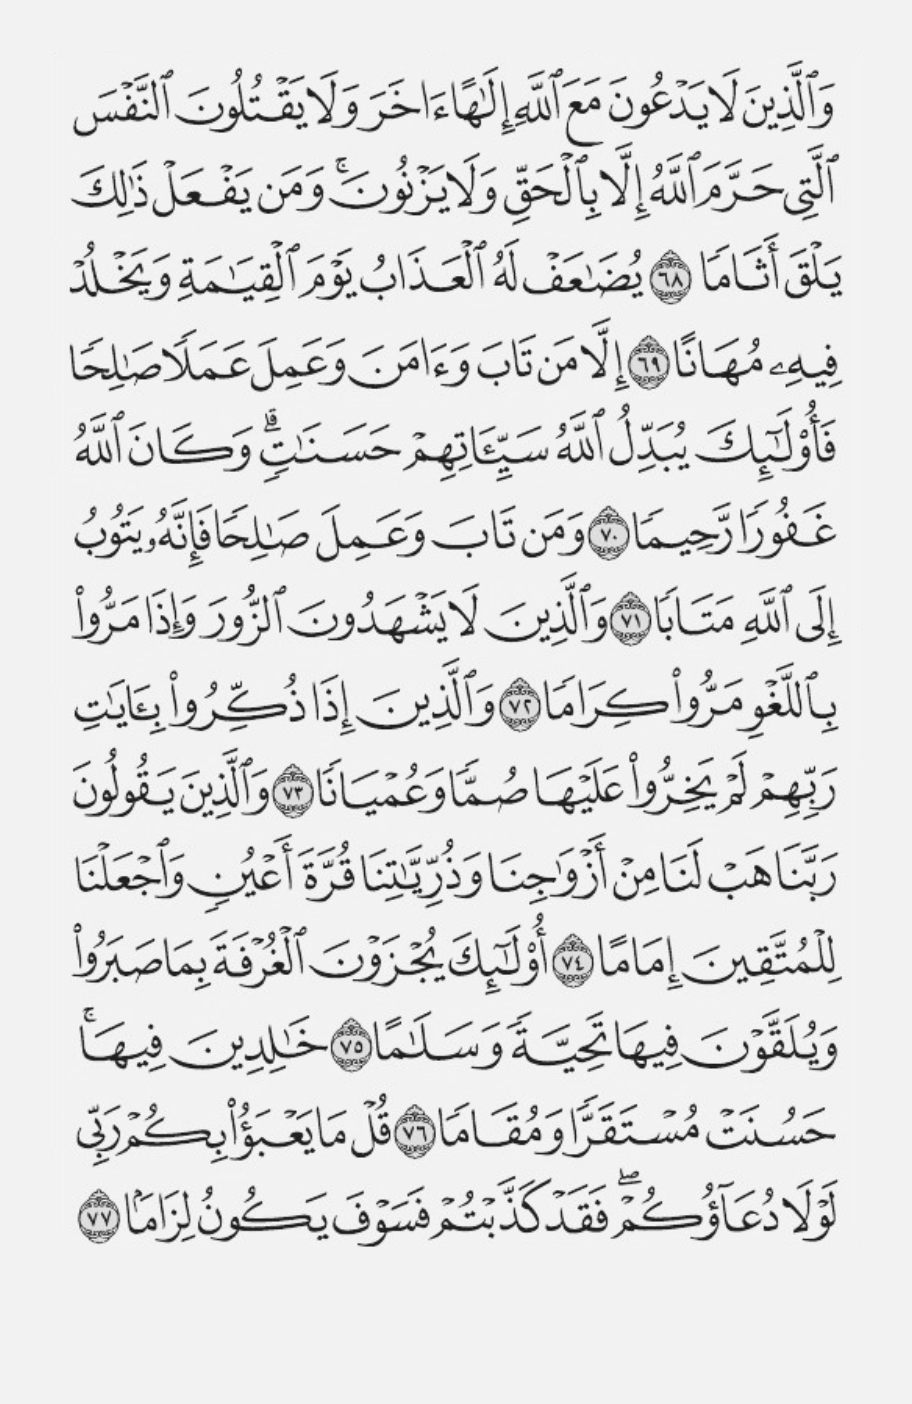 وَٱلَّذِينَ لَا يَدْعُونَ مَعَ ٱللَّهِ إِلَـٰهًا ءَاخَرَ وَلَا يَقْتُلُونَ ٱلنَّفْسَ
ٱلَّتِى حَرَّمَ ٱللَّهُ إِلَّا بِٱلْحَقِّ وَلَا يَزْنُونَ ۚ وَمَن يَفْعَلْ ذَٰلِكَ
يَلْقَ أَثَامًا ٦٨ يُضَـٰعَفْ لَهُ ٱلْعَذَابُ يَوْمَ ٱلْقِيَـٰمَةِ وَيَخْلُدْ
فِيهِۦ مُهَانًا ٦٩ إِلَّا مَن تَابَ وَءَامَنَ وَعَمِلَ عَمَلًا صَـٰلِحًا
فَأُو۟لَـٰٓئِكَ يُبَدِّلُ ٱللَّهُ سَيِّـَٔاتِهِمْ حَسَنَـٰتٍ ۗ وَكَانَ ٱللَّهُ
غَفُورًا رَّحِيمًا ٧٠ وَمَن تَابَ وَعَمِلَ صَـٰلِحًا فَإِنَّهُۥ يَتُوبُ
إِلَى ٱللَّهِ مَتَابًا ٧١ وَٱلَّذِينَ لَا يَشْهَدُونَ ٱلزُّورَ وَإِذَا مَرُّوا۟
بِٱللَّغْوِ مَرُّوا۟ كِرَامًا ٧٢ وَٱلَّذِينَ إِذَا ذُكِّرُوا۟ بِـَٔايَـٰتِ
رَبِّهِمْ لَمْ يَخِرُّوا۟ عَلَيْهَا صُمًّا وَعُمْيَانًا ٧٣ وَٱلَّذِينَ يَقُولُونَ
رَبَّنَا هَبْ لَنَا مِنْ أَزْوَٰجِنَا وَذُرِّيَّـٰتِنَا قُرَّةَ أَعْيُنٍ وَٱجْعَلْنَا
لِلْمُتَّقِينَ إِمَامًا ٧٤ أُو۟لَـٰٓئِكَ يُجْزَوْنَ ٱلْغُرْفَةَ بِمَا صَبَرُوا۟
وَيُلَقَّوْنَ فِيهَا تَحِيَّةً وَسَلَـٰمًا ٧٥ خَـٰلِدِينَ فِيهَا ۚ
حَسُنَتْ مُسْتَقَرًّا وَمُقَامًا ٧٦ قُلْ مَا يَعْبَؤُا۟ بِكُمْ رَبِّى
لَوْلَا دُعَآؤُكُمْ ۖ فَقَدْ كَذَّبْتُمْ فَسَوْفَ يَكُونُ لِزَامًۢا ٧٧